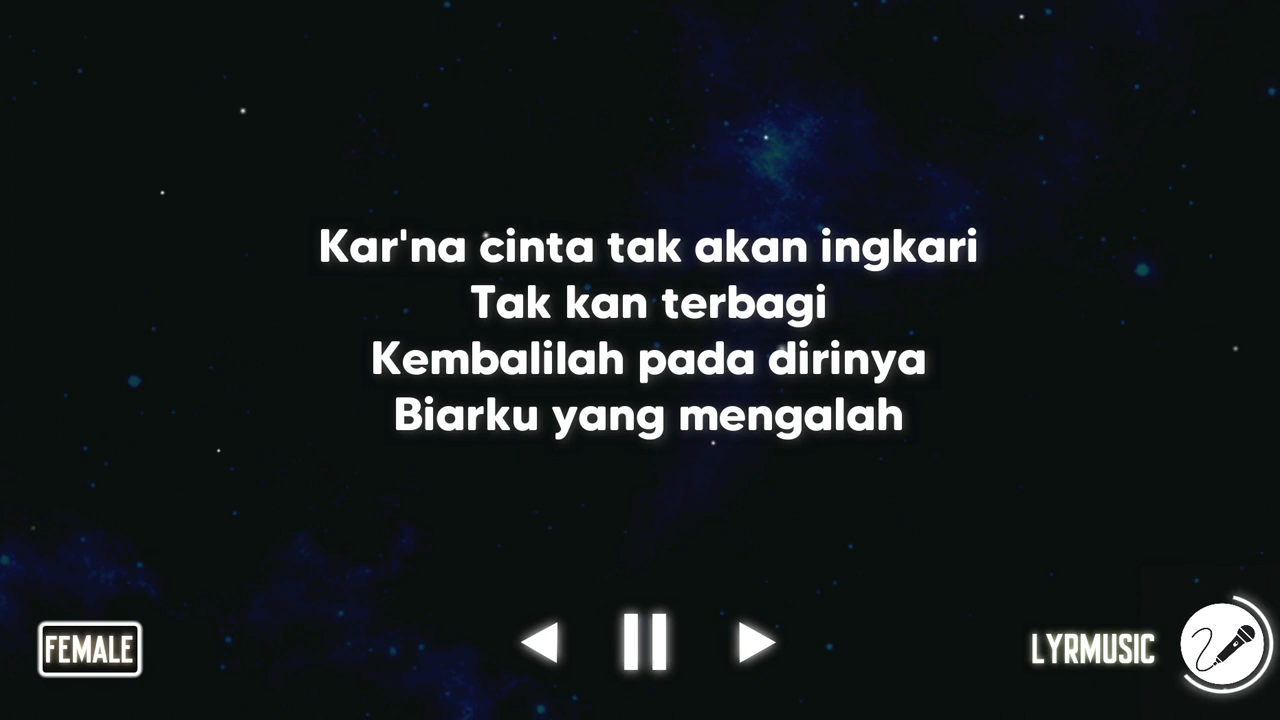 Kar'na cinta tak akan ingkari
Tak kan terbagi
Kembalilah pada dirinya
Biarku yang mengalah
FEMALE
LYRMUSIC